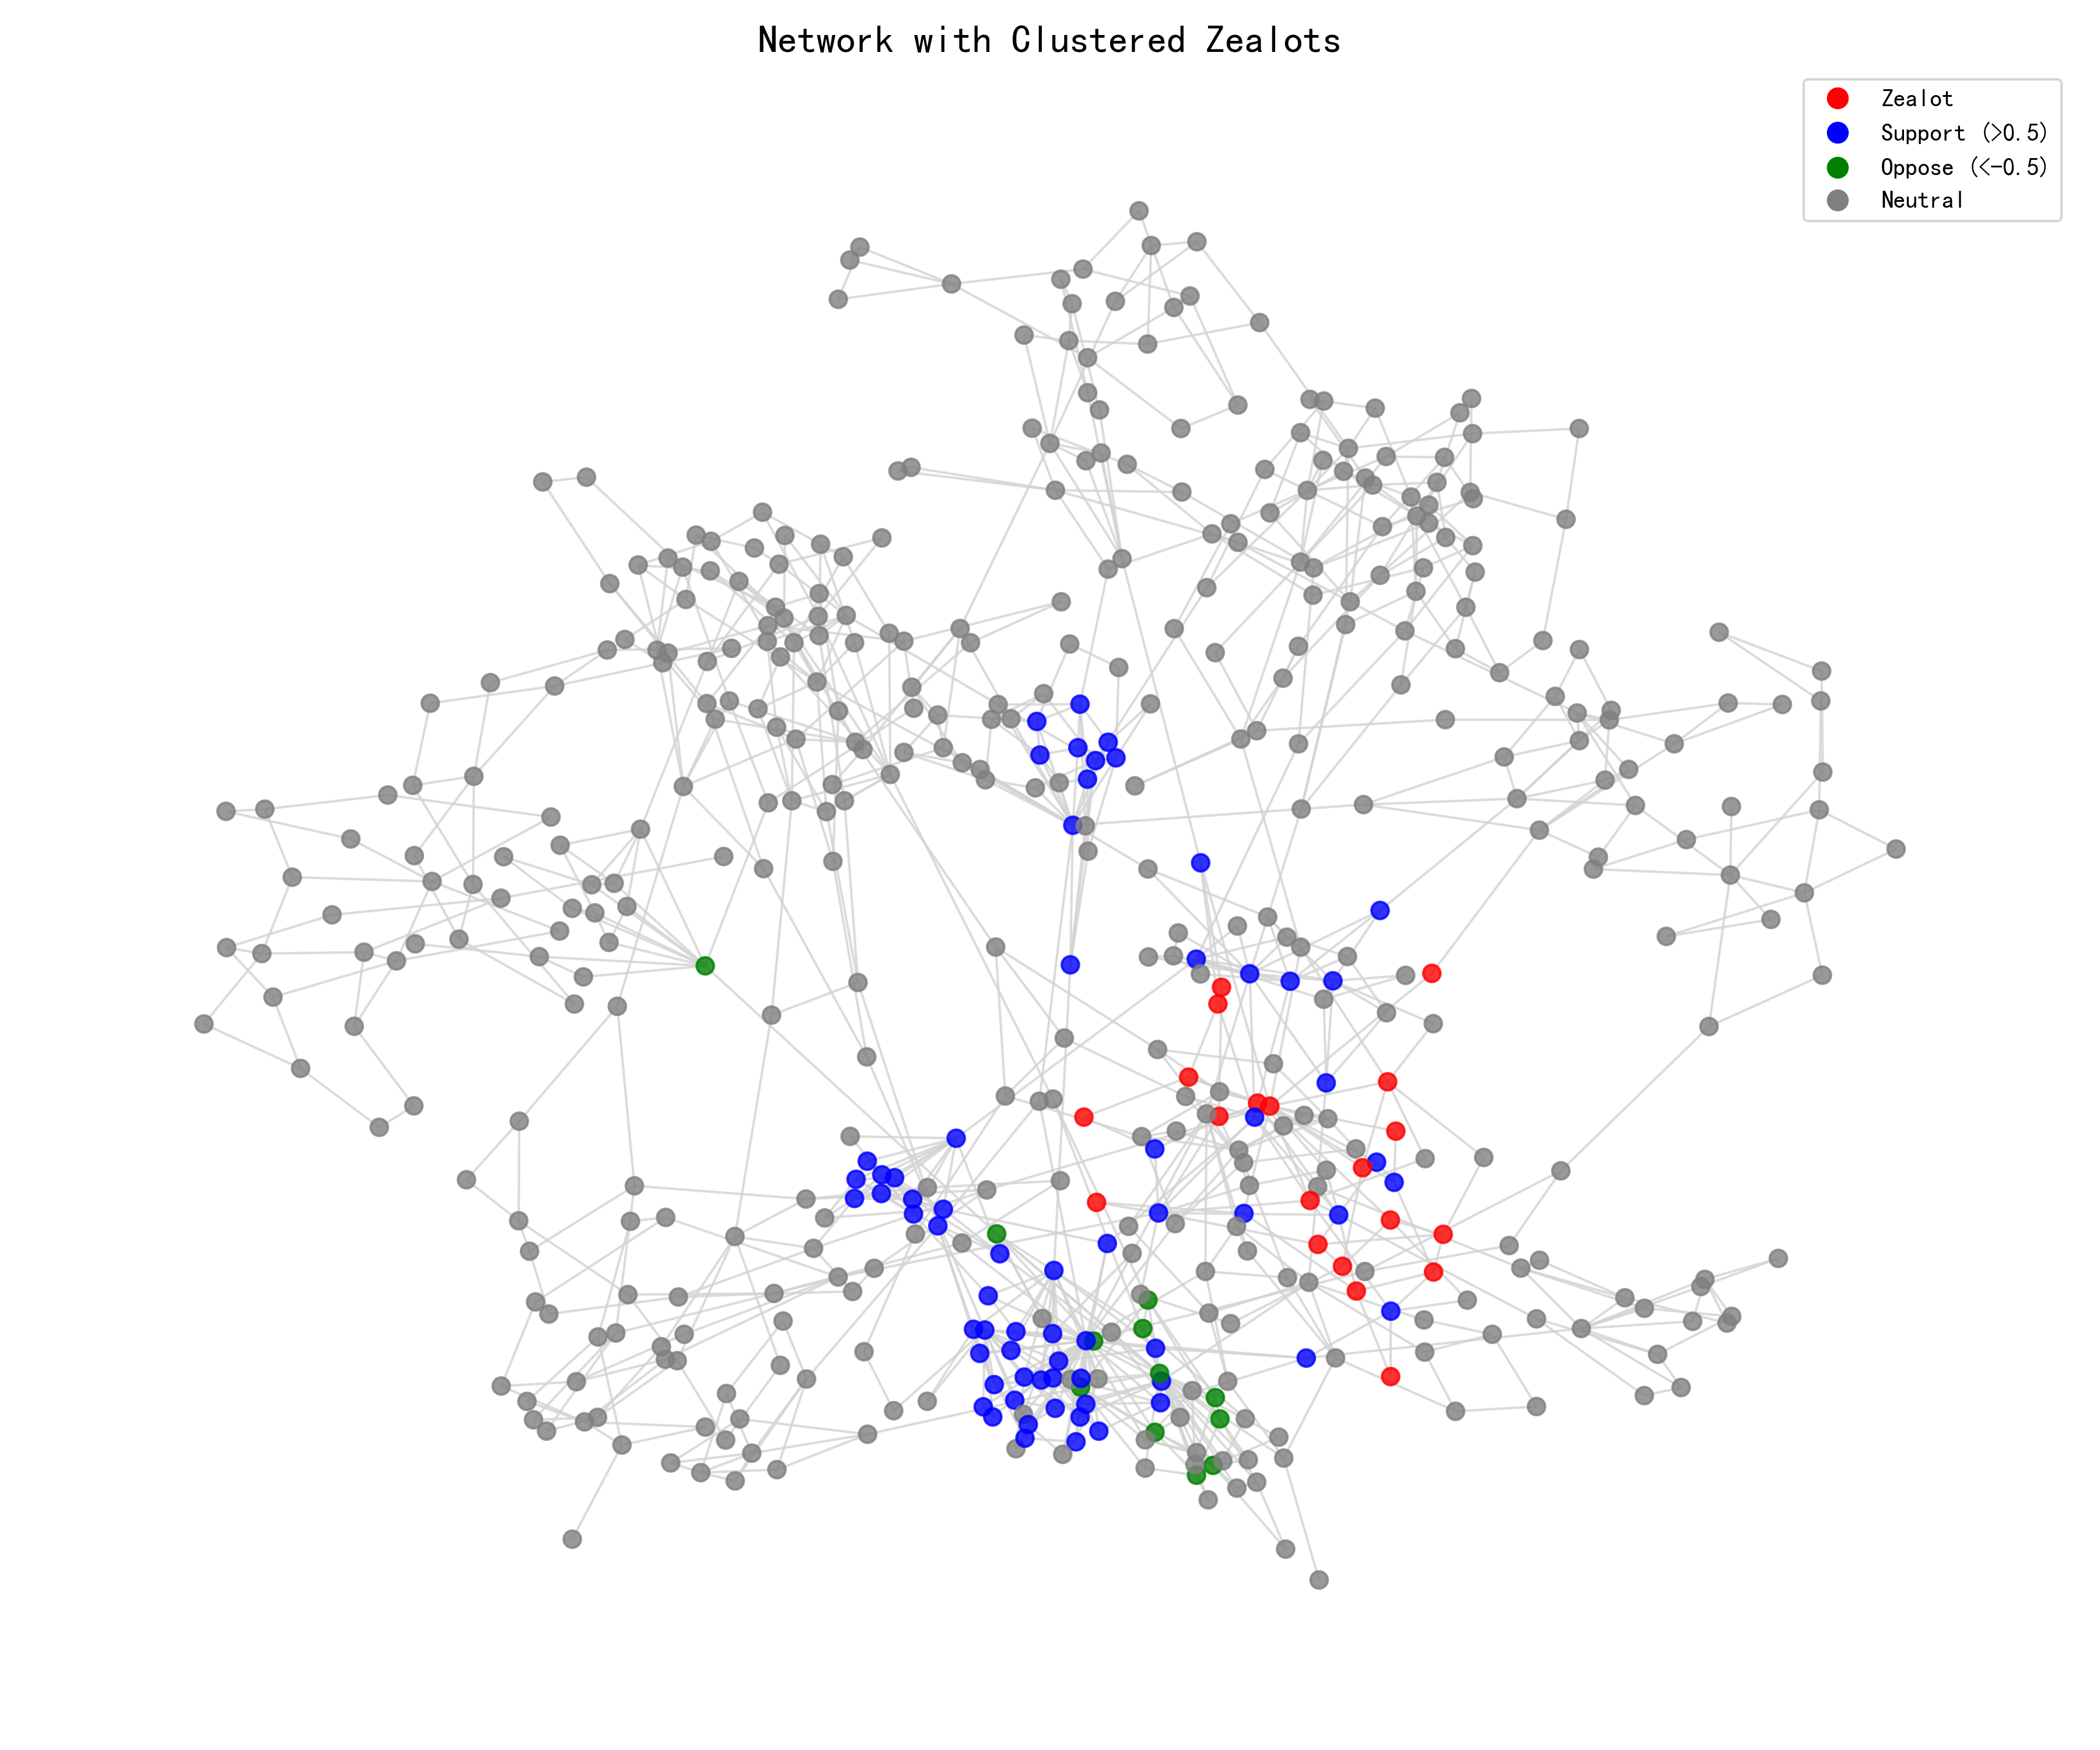 Network with Clustered Zealots
Zealot
Support (>0.5)
Oppose (<-0.5)
Neutral